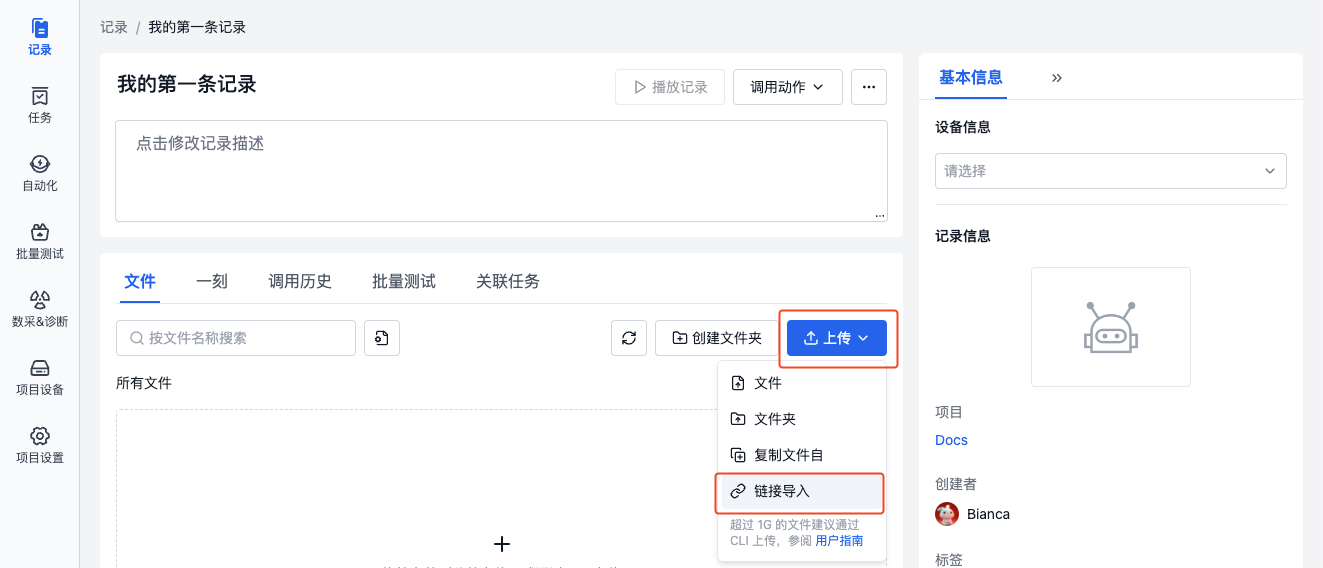 记录
任务
自动化
批量测试
数采&诊断
项目设备
项目设置
记录 / 我的第一条记录
我的第一条记录
播放记录
调用动作
点击修改记录描述
文件
一刻
调用历史
批量测试
关联任务
按文件名称搜索
创建文件夹
上传
所有文件
文件
文件夹
复制文件自
链接导入
超过 1G 的文件建议通过
CLI 上传，参阅 用户指南
基本信息
设备信息
请选择
记录信息
项目
Docs
创建者
Bianca
标签